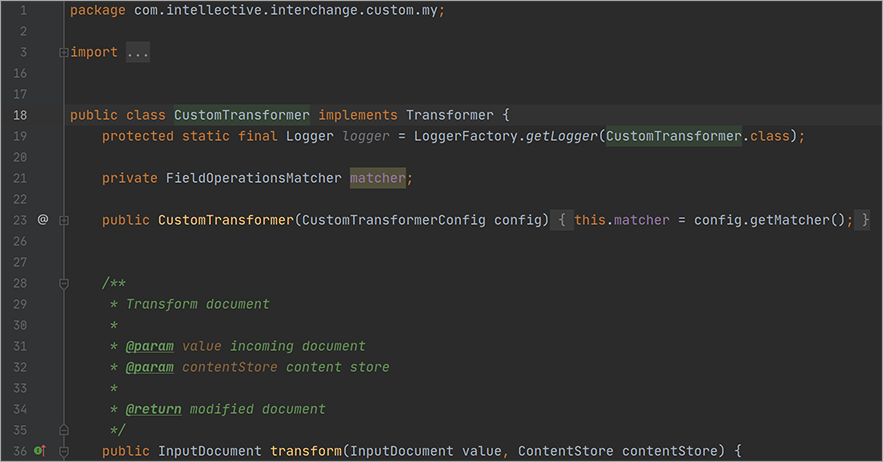 1 package com.intellective.interchange.custom.my;
2
3 import ...
16
17
18 public class CustomTransformer implements Transformer {
19 protected static final Logger logger = LoggerFactory.getLogger(CustomTransformer.class);
20
21 private FieldOperationsMatcher matcher;
22
23 @ public CustomTransformer(CustomTransformerConfig config) { this.matcher = config.getMatcher(); }
26
27
28 /**
29 * Transform document
30 *
31 * @param value incoming document
32 * @param contentStore content store
33 *
34 * @return modified document
35 */
36 public InputDocument transform(InputDocument value, ContentStore contentStore) {